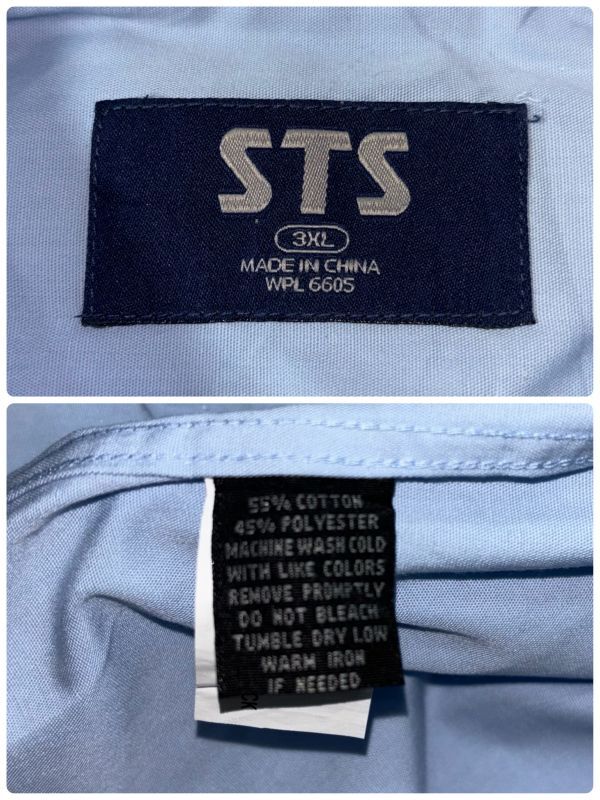 STS
3XL
MADE IN CHINA
WPL 6605
55% COTTON
45% POLYESTER
MACHINE WASH COLD
WITH LIKE COLORS
REMOVE PROMPTLY
DO NOT BLEACH
TUMBLE DRY LOW
WARM IRON
IF NEEDED